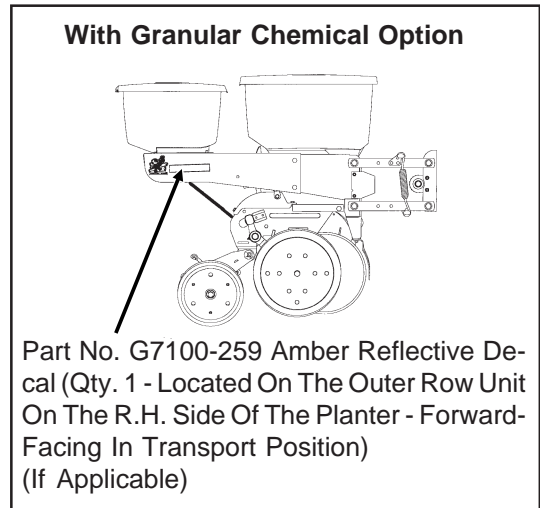 With Granular Chemical Option
Part No. G7100-259 Amber Reflective De-
cal (Qty. 1 - Located On The Outer Row Unit
On The R.H. Side Of The Planter - Forward-
Facing In Transport Position)
(If Applicable)